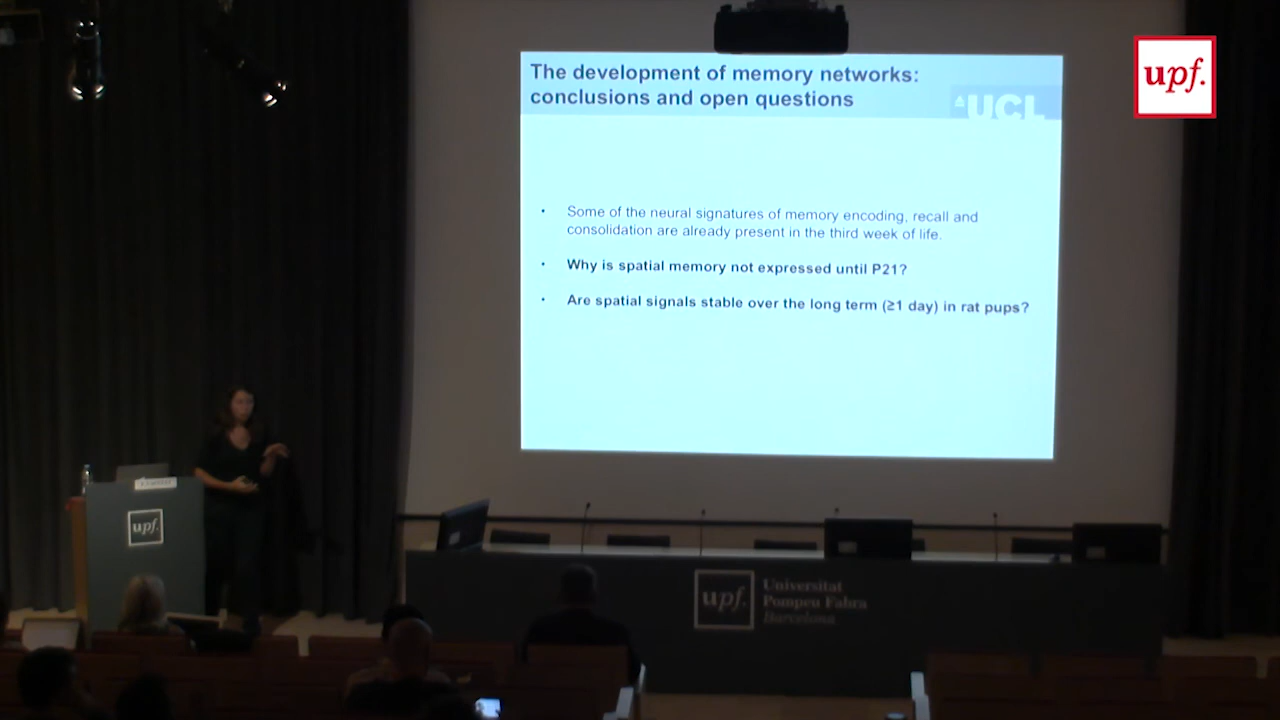 The development of memory networks:
conclusions and open questions
UCL
upf.
• Some of the neural signatures of memory encoding, recall and
consolidation are already present in the third week of life.
• Why is spatial memory not expressed until P21?
• Are spatial signals stable over the long term (≥1 day) in rat pups?
upf.
upf.
Universitat
Pompeu Fabra
Barcelona